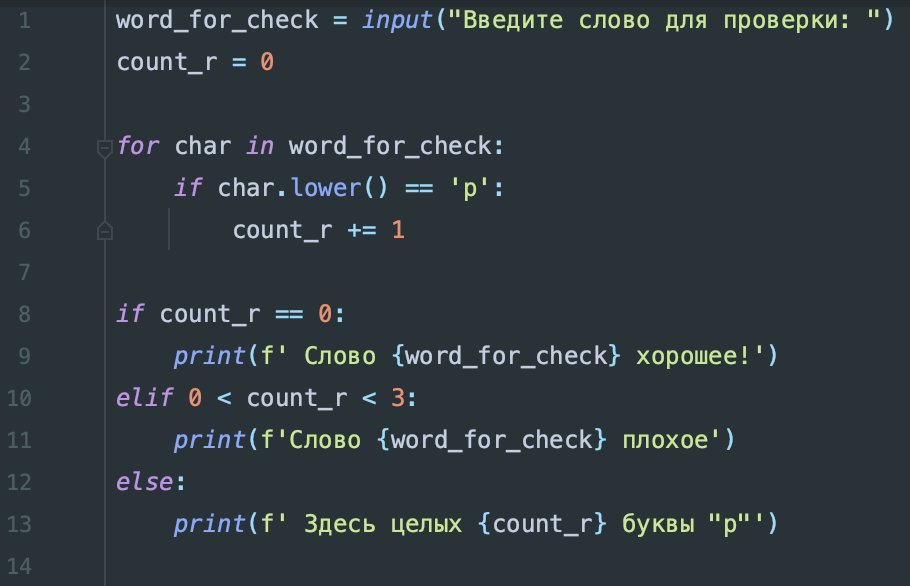 1 word_for_check = input("Введите слово для проверки: ")
2 count_r = 0
3
4 for char in word_for_check:
5     if char.lower() == 'р':
6         count_r += 1
7
8 if count_r == 0:
9     print(f' Слово {word_for_check} хорошее!')
10 elif 0 < count_r < 3:
11     print(f'Слово {word_for_check} плохое')
12 else:
13     print(f' Здесь целых {count_r} буквы "р"')
14